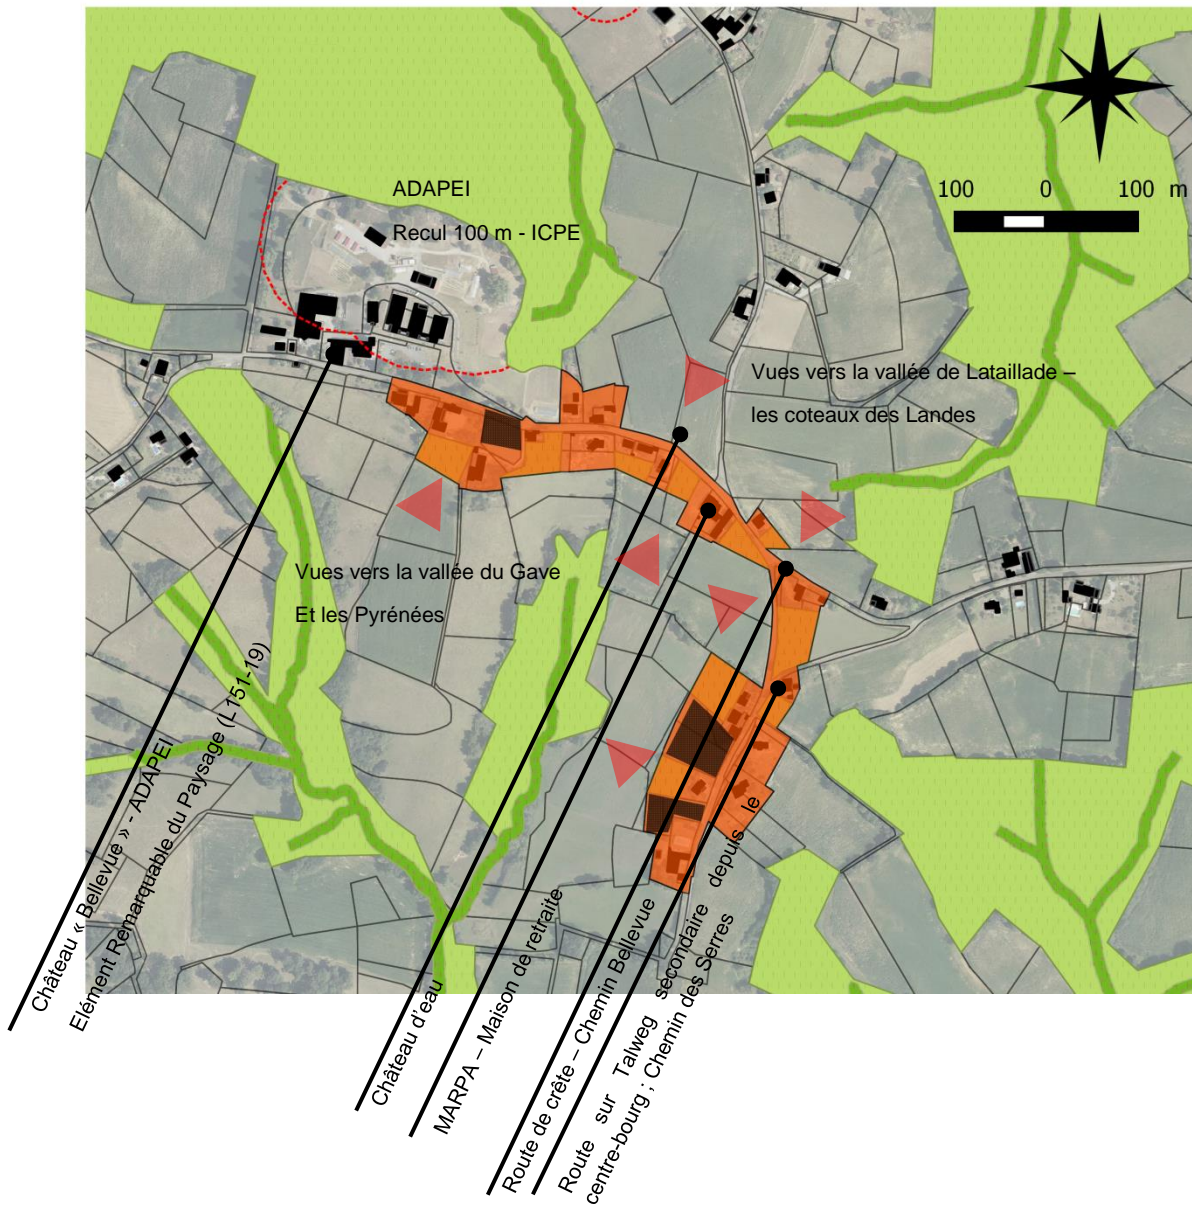 ADAPEI
Recul 100 m - ICPE
100 0 100 m
Vues vers la vallée de Lataillade –
les coteaux des Landes
Vues vers la vallée du Gave
Et les Pyrénées
Château « Bellevue » - ADAPEI
Elément Remarquable du Paysage (L151-19)
Château d'eau
MARPA – Maison de retraite
Route de crête – Chemin Bellevue
Route sur Talweg secondaire depuis le
centre-bourg ; Chemin des Serres